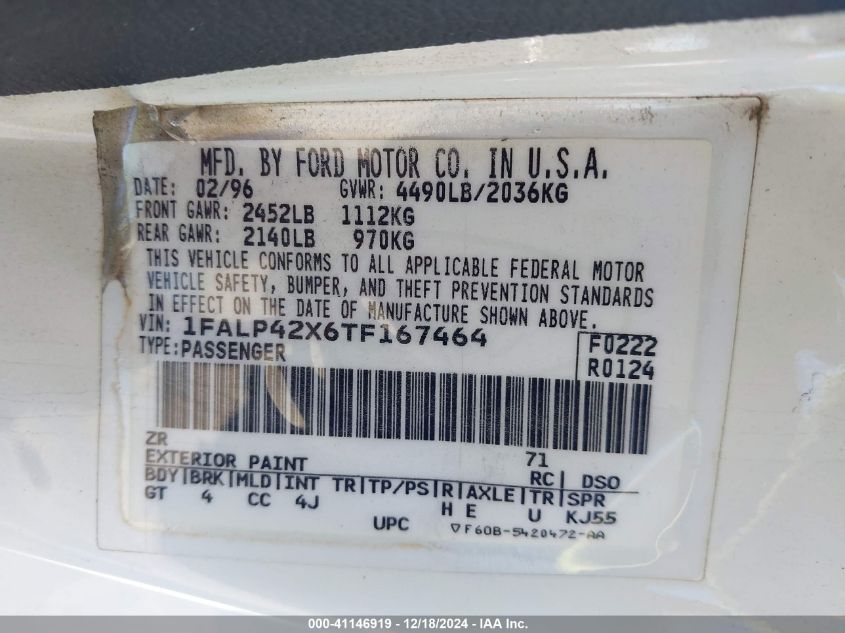 MFD. BY FORD MOTOR CO. IN U.S.A.
DATE: 02/96 GVWR: 4490LB/2036KG
FRONT GAWR: 2452LB 1112KG
REAR GAWR: 2140LB 970KG
THIS VEHICLE CONFORMS TO ALL APPLICABLE FEDERAL MOTOR
VEHICLE SAFETY, BUMPER, AND THEFT PREVENTION STANDARDS
IN EFFECT ON THE DATE OF MANUFACTURE SHOWN ABOVE.
VIN: 1FALP42X6TF167464
TYPE: PASSENGER
F0222
R0124
ZR
EXTERIOR PAINT 71 RC| DSO
BDY|BRK|MLD|INT TR|TP/PS|R|AXLE|TR|SPR
GT 4 CC 4J H E U KJ55
UPC ▽F60B-5420472-AA
000-41146919 - 12/18/2024 - IAA Inc.